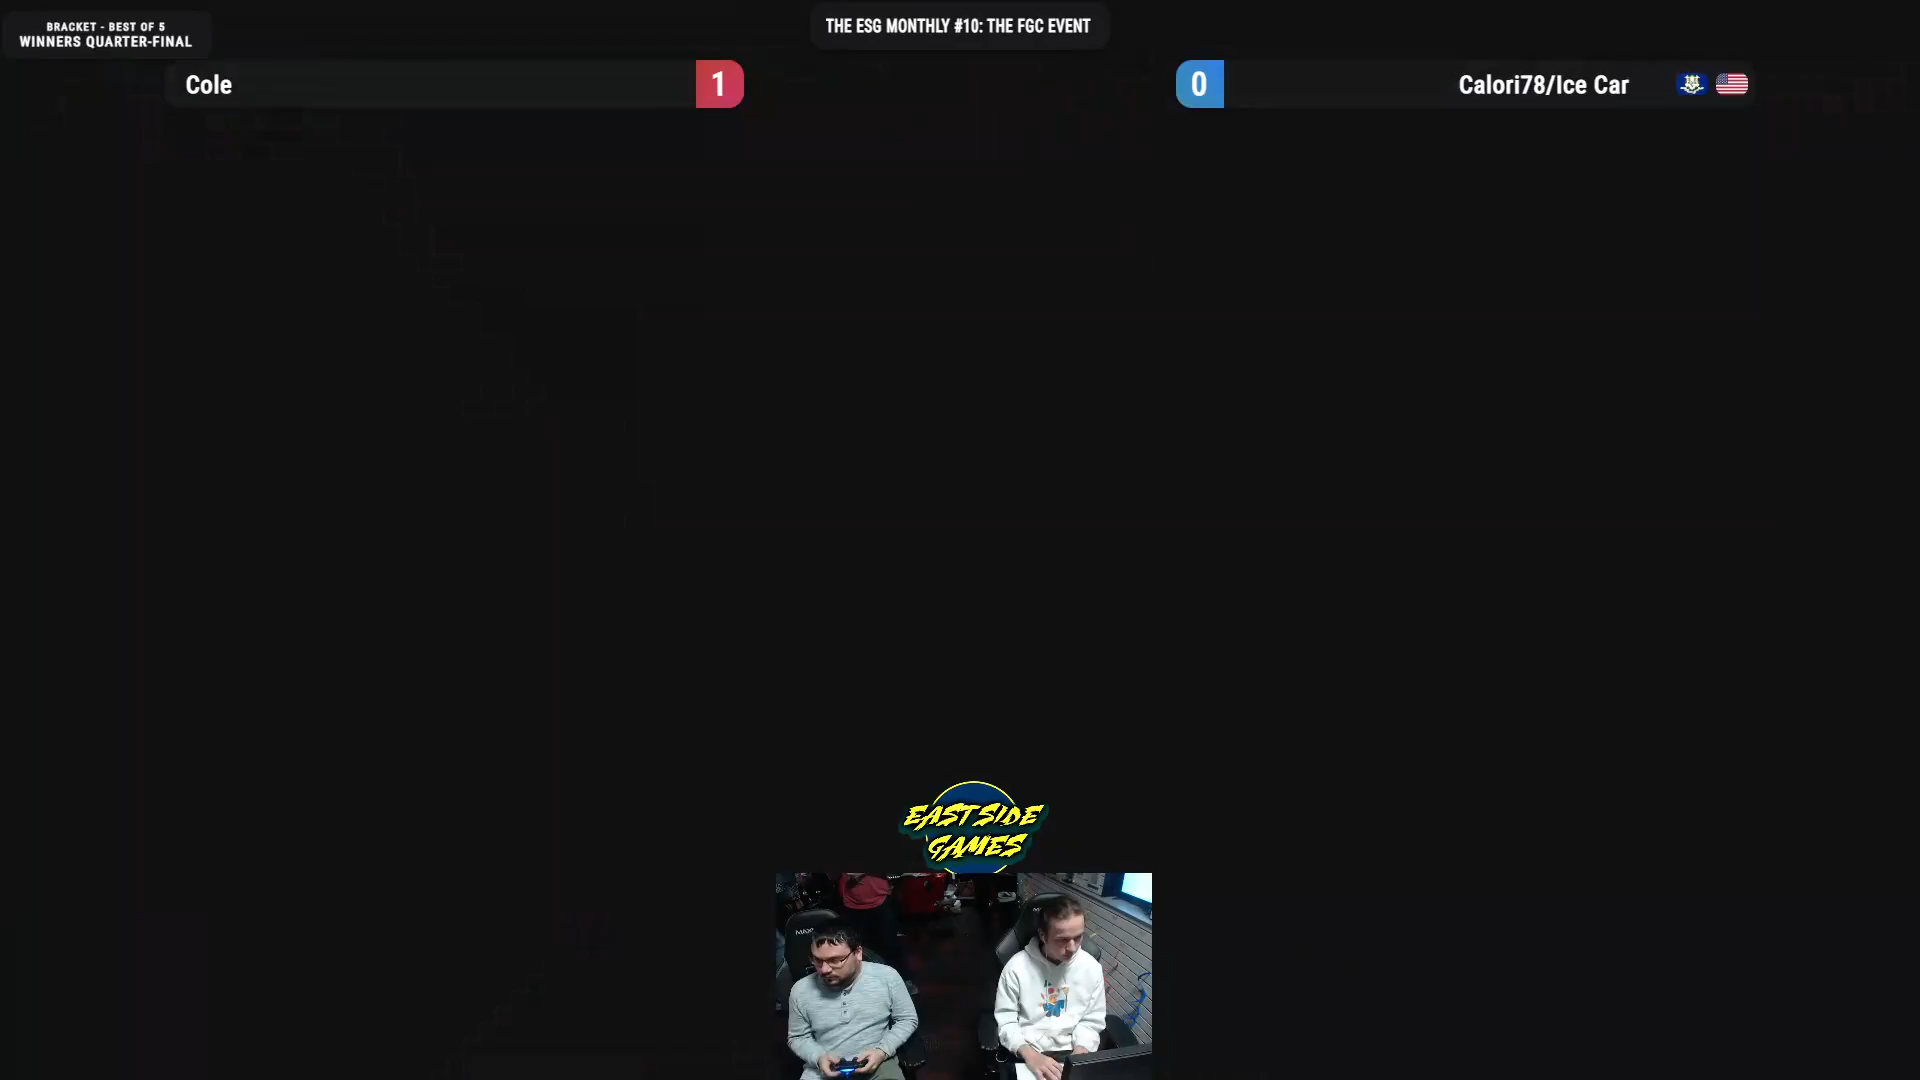 BRACKET - BEST OF 5
WINNERS QUARTER-FINAL
THE ESG MONTHLY #10: THE FGC EVENT
Cole
1
0
Calori78/Ice Car
EAST SIDE
GAMES